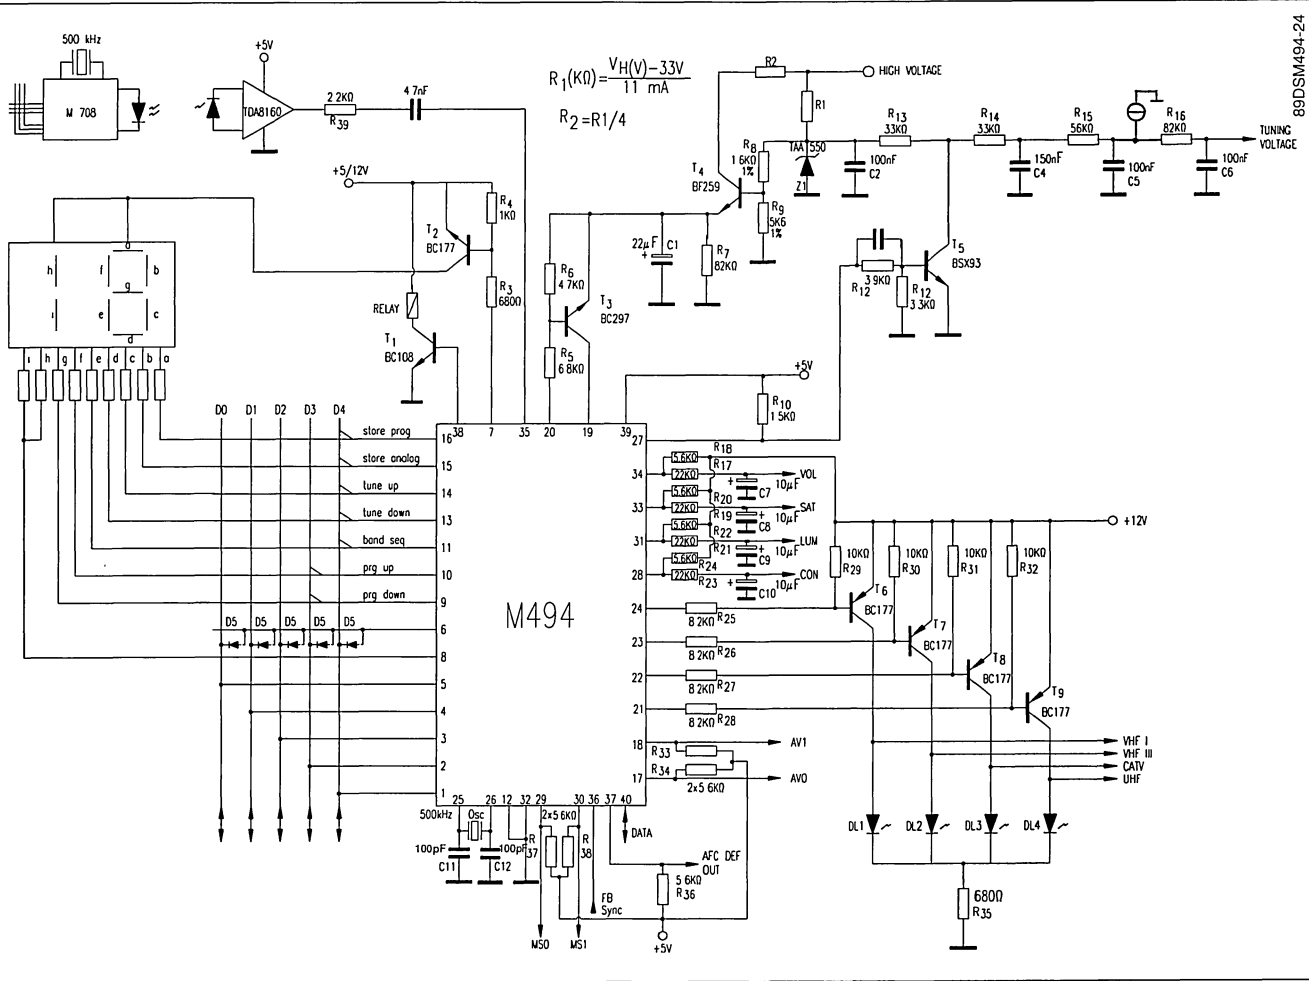 89DSM494-24
500 kHz
M 708
+5V
TDA8160
2 2KΩ
R39
4 7nF
R1(KΩ)= VH(V)-33V
11 mA
R2=R1/4
R2
HIGH VOLTAGE
R1
R13
33KΩ
R14
33KΩ
R15
56KΩ
R16
82KΩ
TUNING
VOLTAGE
TAA 550
Z1
100nF
C2
150nF
C4
100nF
C5
100nF
C6
R8
1 6KΩ
1%
T4
BF259
R9
5K6
1%
+5/12V
R4
1KΩ
T2
BC177
R3
680Ω
RELAY
T1
BC108
22µF
+
C1
R7
82KΩ
R6
4 7KΩ
T3
BC297
R5
6 8KΩ
T5
BSX93
3 9KΩ
R12
R12
3 3KΩ
a
h f b
g
ı e c
d
ı h g f e d c b a
D0 D1 D2 D3 D4
+5V
R10
1 5KΩ
38 7 35 20 19 39
store prog 16
store analog 15
tune up 14
tune down 13
band seq 11
prg up 10
prg down 9
D5 D5 D5 D5 D5
6
8
5
4
3
2
1
M494
27
34
33
31
28
24
23
22
21
18
17
R18
5.6KΩ
R17
22KΩ
VOL
+
C7
10µF
5.6KΩ
R20
22KΩ
SAT
R19
+
C8
10µF
5.6KΩ
R22
22KΩ
LUM
R21
+
C9
10µF
5.6KΩ
R24
22KΩ
CON
R23
+
C10
10µF
+12V
10KΩ
R29
10KΩ
R30
10KΩ
R31
10KΩ
R32
T6
BC177
T7
BC177
T8
BC177
T9
BC177
8 2KΩ R25
8 2KΩ R26
8 2KΩ R27
8 2KΩ R28
R33
AV1
R34
AV0
2x5 6KΩ
VHF I
VHF III
CATV
UHF
DL1 DL2 DL3 DL4
680Ω
R35
25 26 12 32 29 30 36 37 40
500kHz
Osc
2x5 6KΩ
DATA
100pF
C11
100pF
C12
R
37
R
38
AFC DEF
OUT
5 6KΩ
R36
FB
Sync
MS0
MS1
+5V